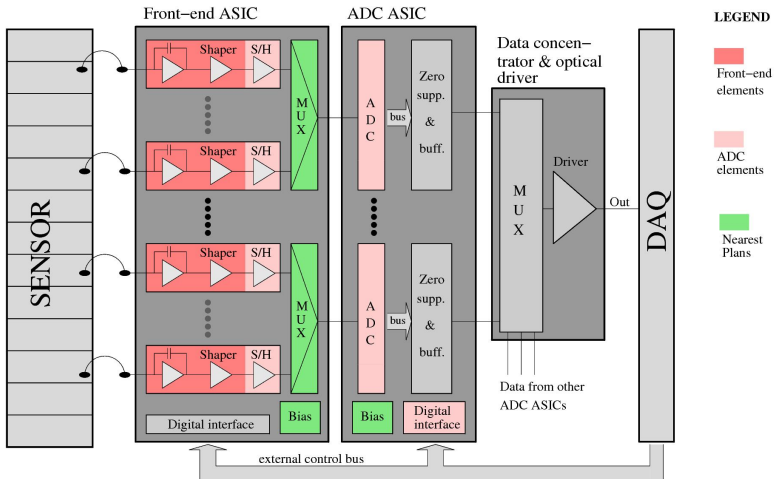 Front-end ASIC
ADC ASIC
LEGEND
Data concen-
trator & optical
driver
Shaper
S/H
Shaper
S/H
Shaper
S/H
Shaper
S/H
MUX
MUX
ADC
ADC
bus
bus
Zero
supp.
&
buff.
Zero
supp.
&
buff.
MUX
Driver
Out
SENSOR
DAQ
Front-end
elements
ADC
elements
Nearest
Plans
Data from other
ADC ASICs
Digital interface
Bias
Bias
Digital
interface
external control bus